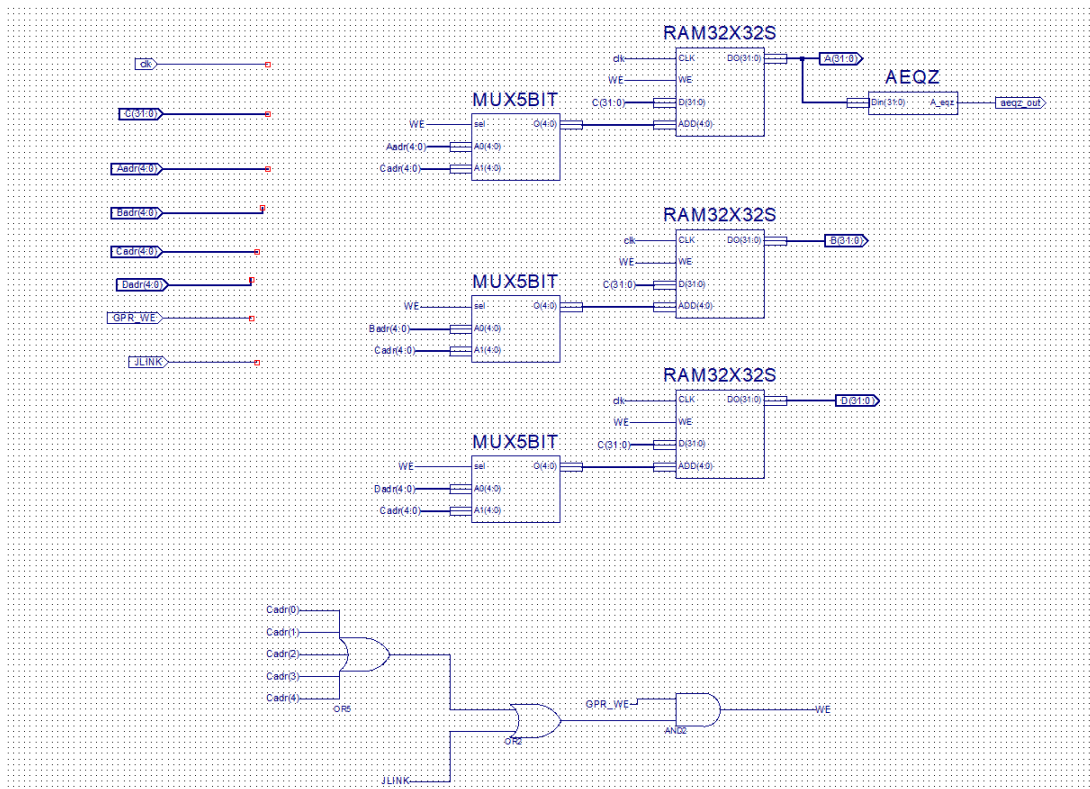 RAM32X32S
clk
CLK
DO(31:0)
A(31:0)
WE
WE
C(31:0)
D(31:0)
ADD(4:0)
AEQZ
Din(31:0)
A_eqz
aeqz_out
MUX5BIT
WE
sel
O(4:0)
Aadr(4:0)
A0(4:0)
Cadr(4:0)
A1(4:0)
clk
C(31:0)
Aadr(4:0)
Badr(4:0)
Cadr(4:0)
Dadr(4:0)
GPR_WE
JLINK
RAM32X32S
clk
CLK
DO(31:0)
B(31:0)
WE
WE
C(31:0)
D(31:0)
ADD(4:0)
MUX5BIT
WE
sel
O(4:0)
Badr(4:0)
A0(4:0)
Cadr(4:0)
A1(4:0)
RAM32X32S
clk
CLK
DO(31:0)
D(31:0)
WE
WE
C(31:0)
D(31:0)
ADD(4:0)
MUX5BIT
WE
sel
O(4:0)
Dadr(4:0)
A0(4:0)
Cadr(4:0)
A1(4:0)
Cadr(0)
Cadr(1)
Cadr(2)
Cadr(3)
Cadr(4)
OR5
OR2
JLINK
GPR_WE
AND2
WE